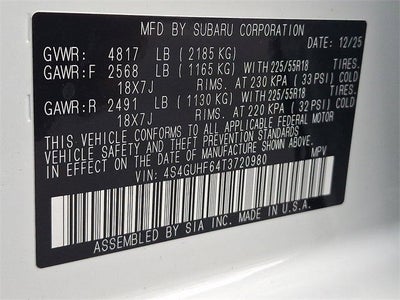 MFD BY SUBARU CORPORATION DATE: 12/25
GVWR: 4817 LB (2185 KG)
GAWR:F 2568 LB (1165 KG) WITH 225/55R18 TIRES.
18X7J RIMS. AT 230 KPA (33 PSI) COLD
GAWR:R 2491 LB (1130 KG) WITH 225/55R18 TIRES.
18X7J RIMS. AT 220 KPA (32 PSI) COLD
THIS VEHICLE CONFORMS TO ALL APPLICABLE
FEDERAL MOTOR VEHICLE SAFETY STANDARDS
IN EFFECT ON THE DATE OF MANUFACTURE
SHOWN ABOVE.
VIN: 4S4GUHF64T3720980 MPV
ASSEMBLED BY SIA INC. MADE IN U.S.A.